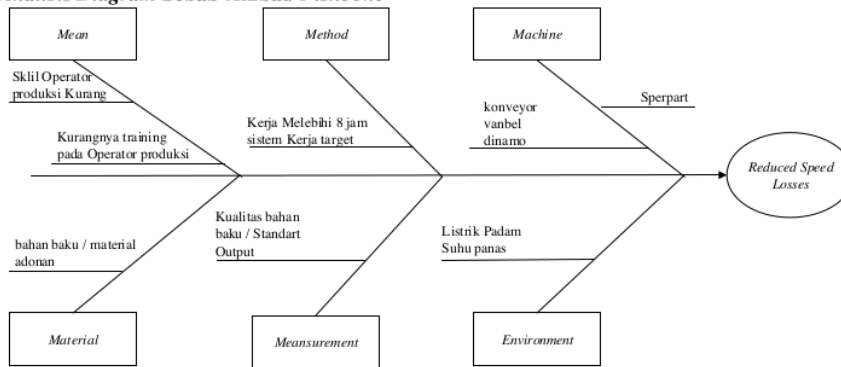 Mean
Method
Machine
Sklil Operator
produksi Kurang
Kurangnya training
pada Operator produksi
Kerja Melebihi 8 jam
sistem Kerja target
konveyor
vanbel
dinamo
Sperpart
Reduced Speed
Losses
bahan baku / material
adonan
Kualitas bahan
baku / Standart
Output
Listrik Padam
Suhu panas
Material
Meansurement
Environment